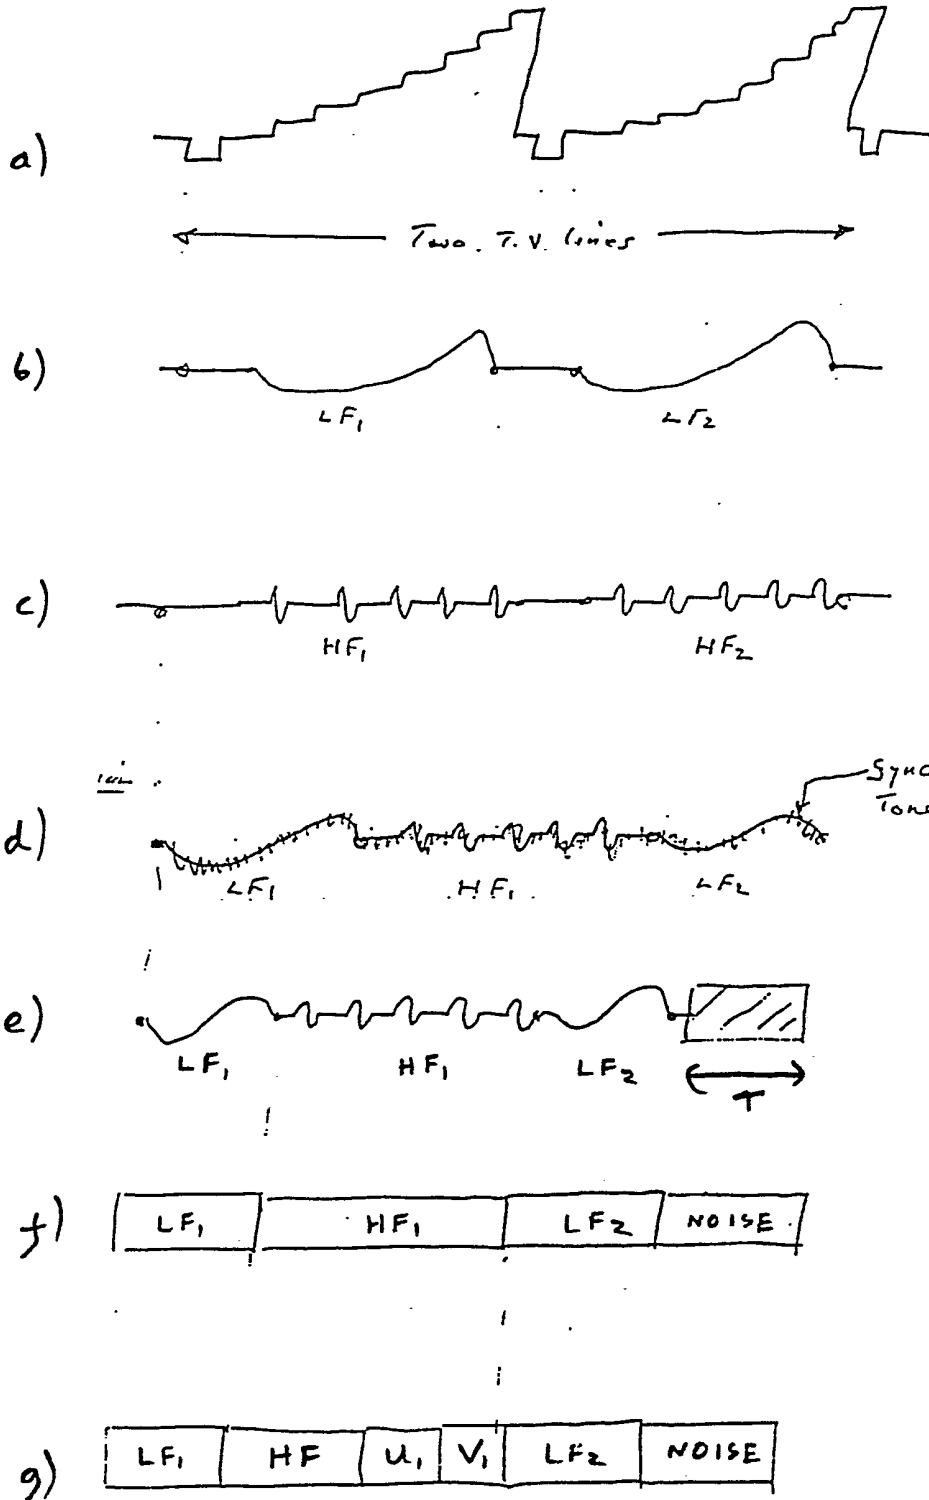 a)
Two T.V. lines
b)
LF₁ LF₂
c)
HF₁ HF₂
Sync
Tone
d)
LF₁ HF₁ LF₂
e)
LF₁ HF₁ LF₂
T
f)
LF₁ HF₁ LF₂ NOISE
g)
LF₁ HF U₁ V₁ LF₂ NOISE